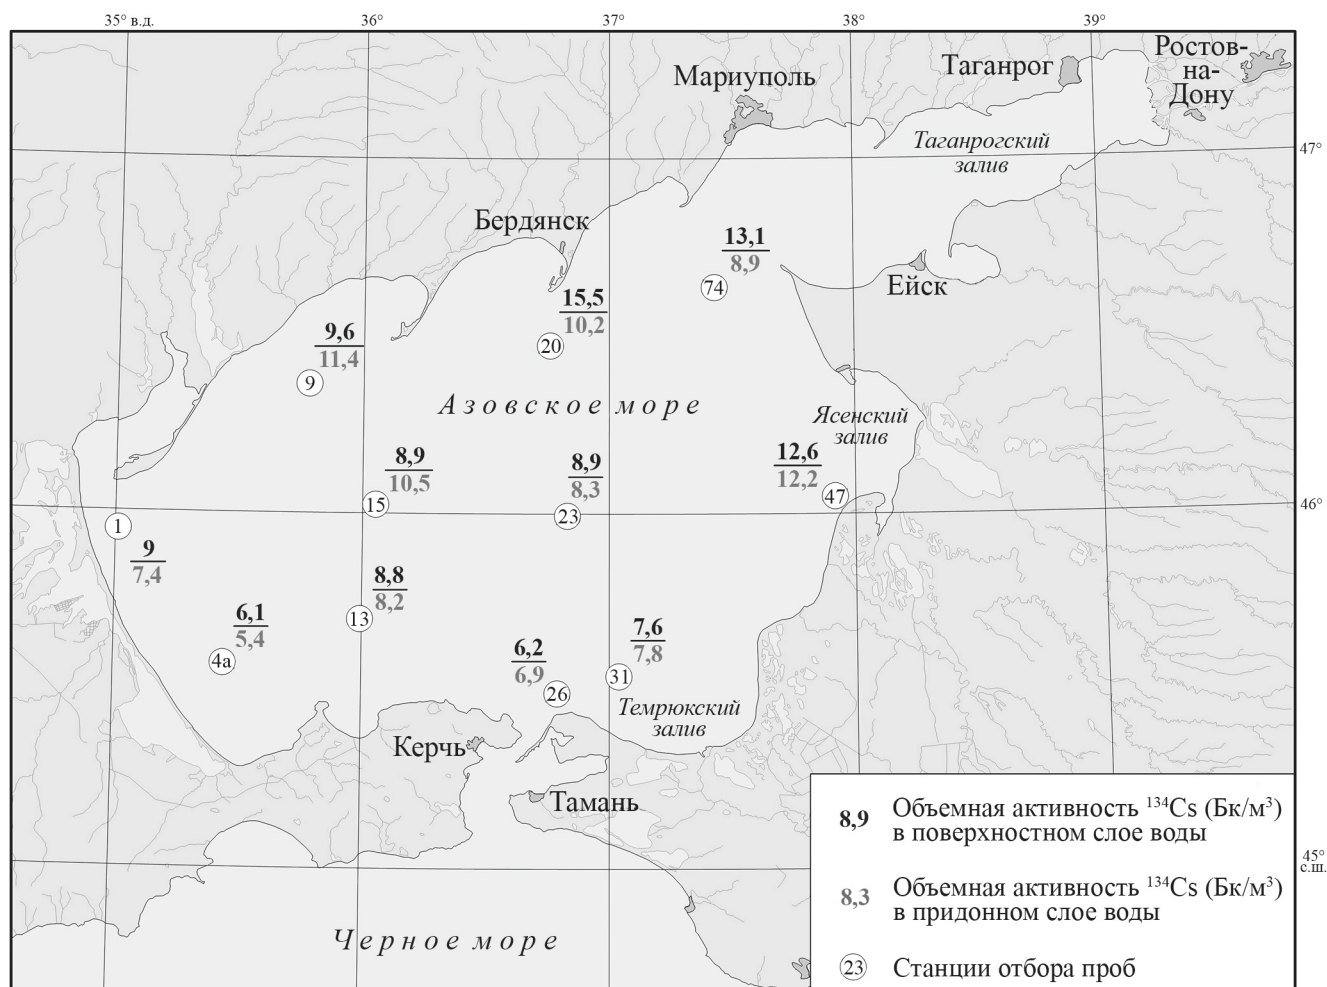 35° в.д.
36°
37°
38°
39°
Ростов-
на-
Дону
Таганрог
Мариуполь
Таганрогский
залив
47°
Бердянск
13,1
8,9
74
Ейск
15,5
10,2
20
9,6
11,4
9
Азовское море
Ясенский
залив
8,9
10,5
15
8,9
8,3
23
12,6
12,2
47
46°
1
9
7,4
8,8
8,2
13
6,1
5,4
4а
6,2
6,9
26
7,6
7,8
31
Темрюкский
залив
Керчь
Тамань
45°
с.ш.
Черное море
8,9 Объемная активность ¹³⁴Cs (Бк/м³)
в поверхностном слое воды
8,3 Объемная активность ¹³⁴Cs (Бк/м³)
в придонном слое воды
23 Станции отбора проб